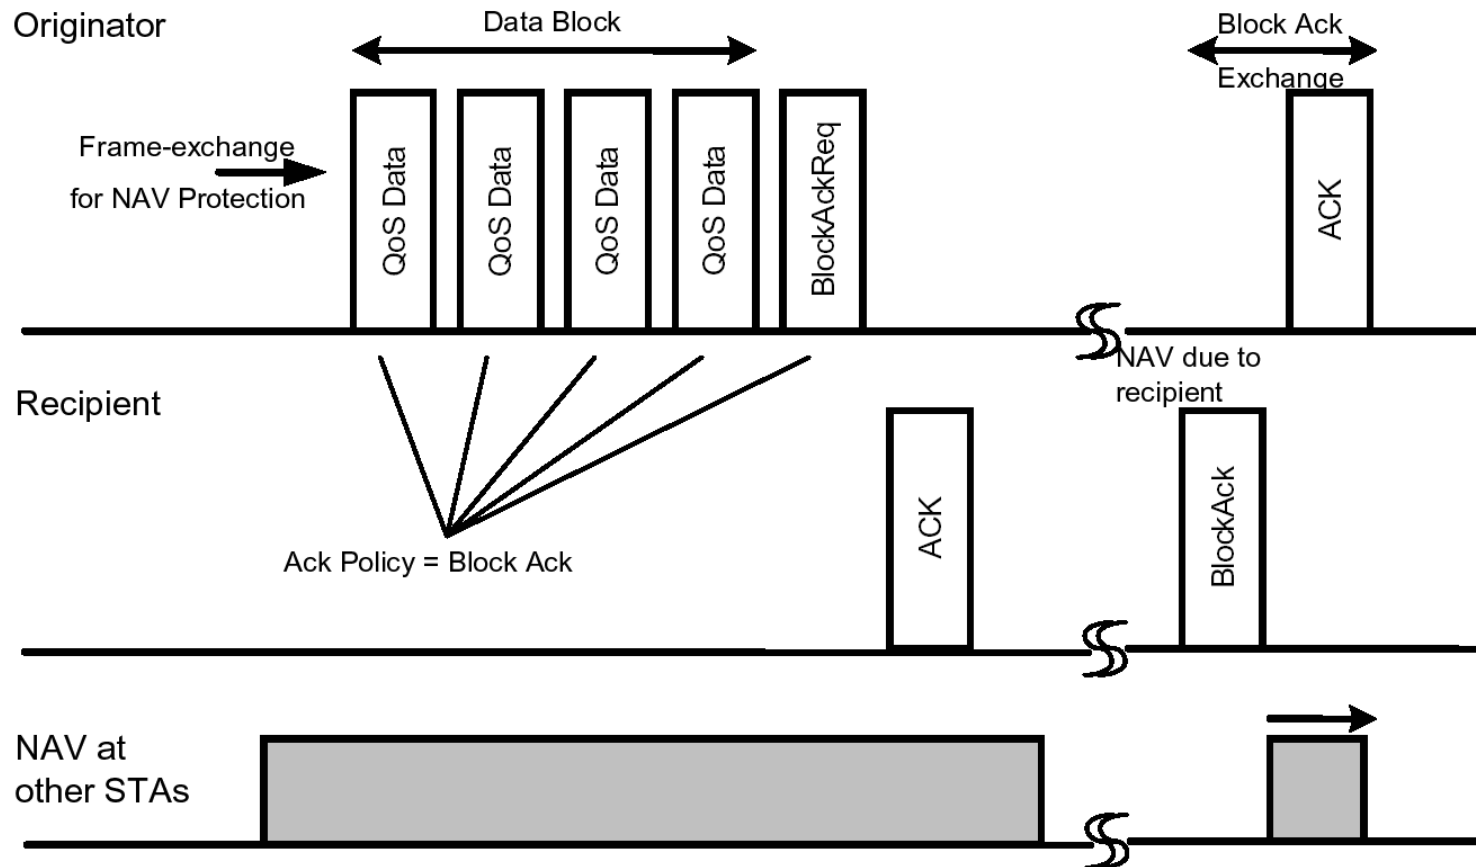 Originator
Data Block
Block Ack
Exchange
Frame-exchange
for NAV Protection
QoS Data
QoS Data
QoS Data
QoS Data
BlockAckReq
ACK
NAV due to
recipient
Recipient
ACK
BlockAck
Ack Policy = Block Ack
NAV at
other STAs